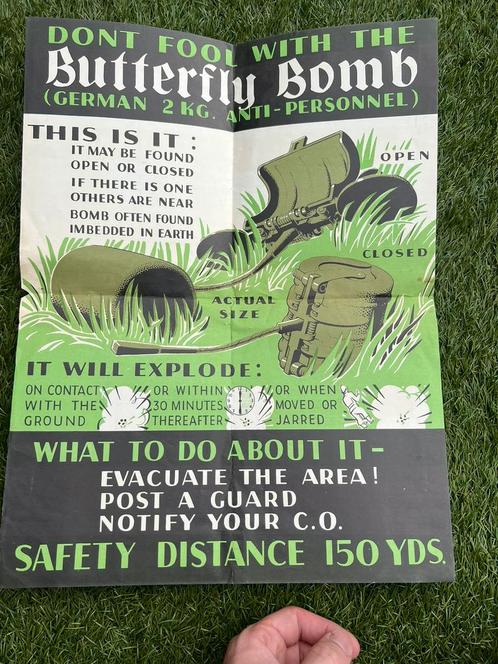 DONT FOOL WITH THE
Butterfly Bomb
(GERMAN 2 KG. ANTI-PERSONNEL)
THIS IS IT:
IT MAY BE FOUND
OPEN OR CLOSED
IF THERE IS ONE
OTHERS ARE NEAR
BOMB OFTEN FOUND
IMBEDDED IN EARTH
OPEN
CLOSED
ACTUAL
SIZE
IT WILL EXPLODE:
ON CONTACT
WITH THE
GROUND
OR WITHIN
30 MINUTES
THEREAFTER
OR WHEN
MOVED OR
JARRED
WHAT TO DO ABOUT IT-
EVACUATE THE AREA!
POST A GUARD
NOTIFY YOUR C.O.
SAFETY DISTANCE 150 YDS.